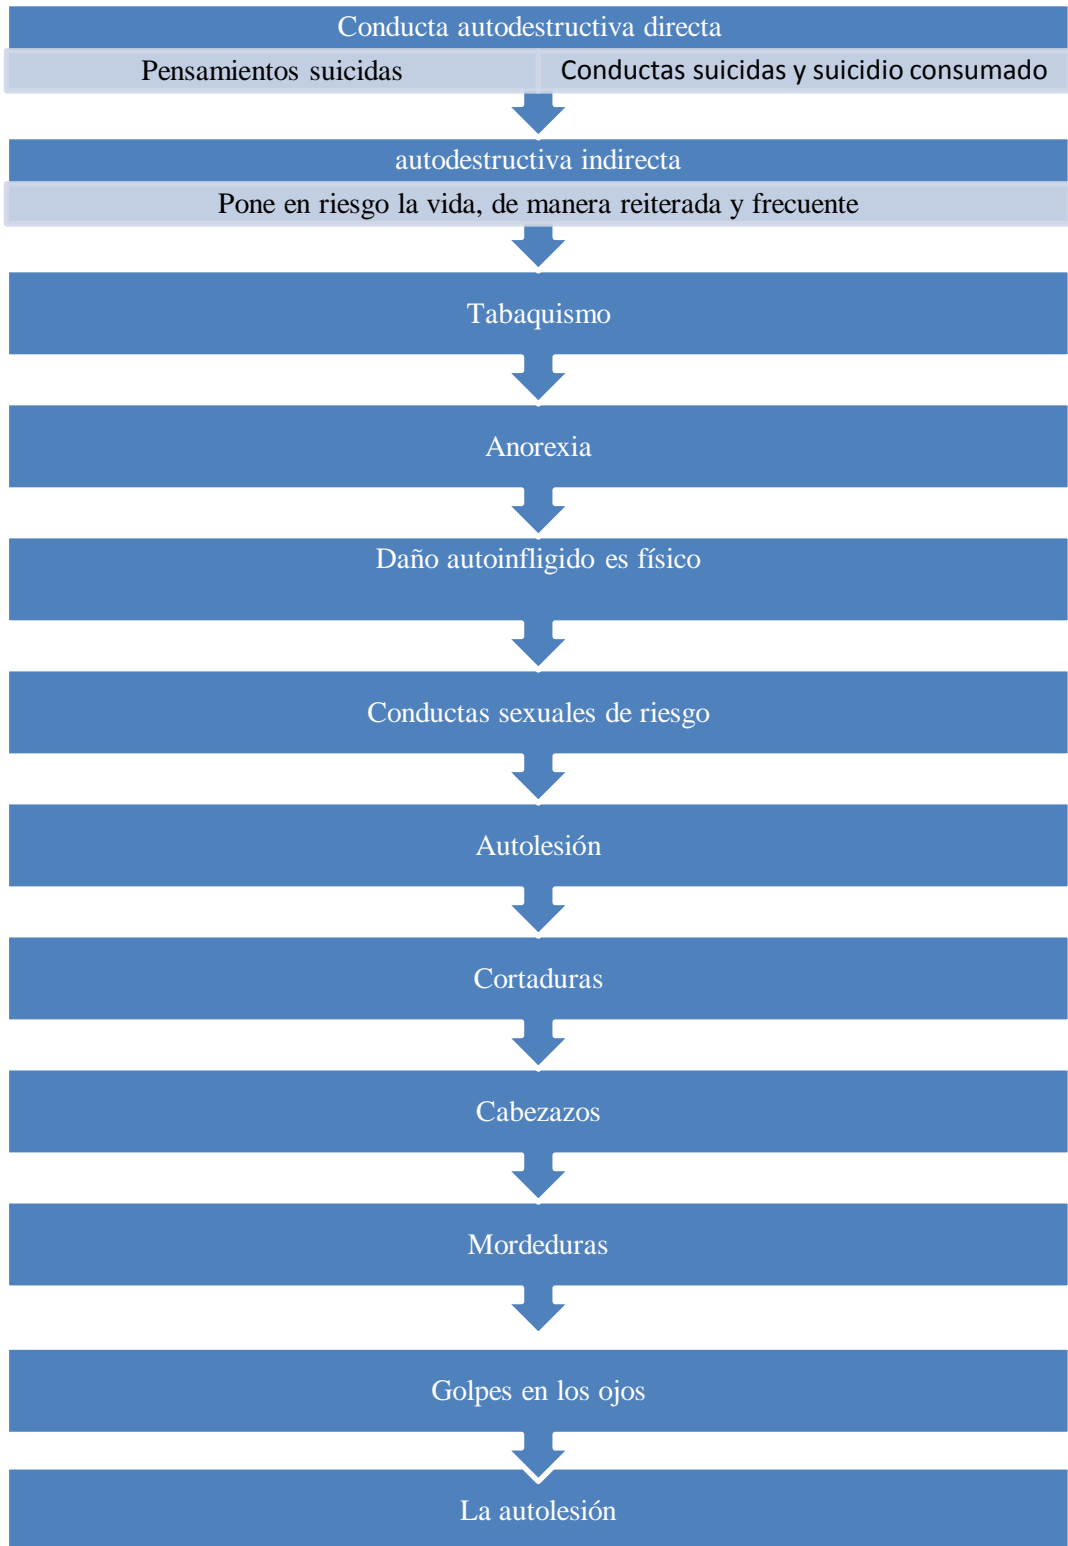 Conducta autodestructiva directa
Pensamientos suicidas
Conductas suicidas y suicidio consumado
autodestructiva indirecta
Pone en riesgo la vida, de manera reiterada y frecuente
Tabaquismo
Anorexia
Daño autoinfligido es físico
Conductas sexuales de riesgo
Autolesión
Cortaduras
Cabezazos
Mordeduras
Golpes en los ojos
La autolesión